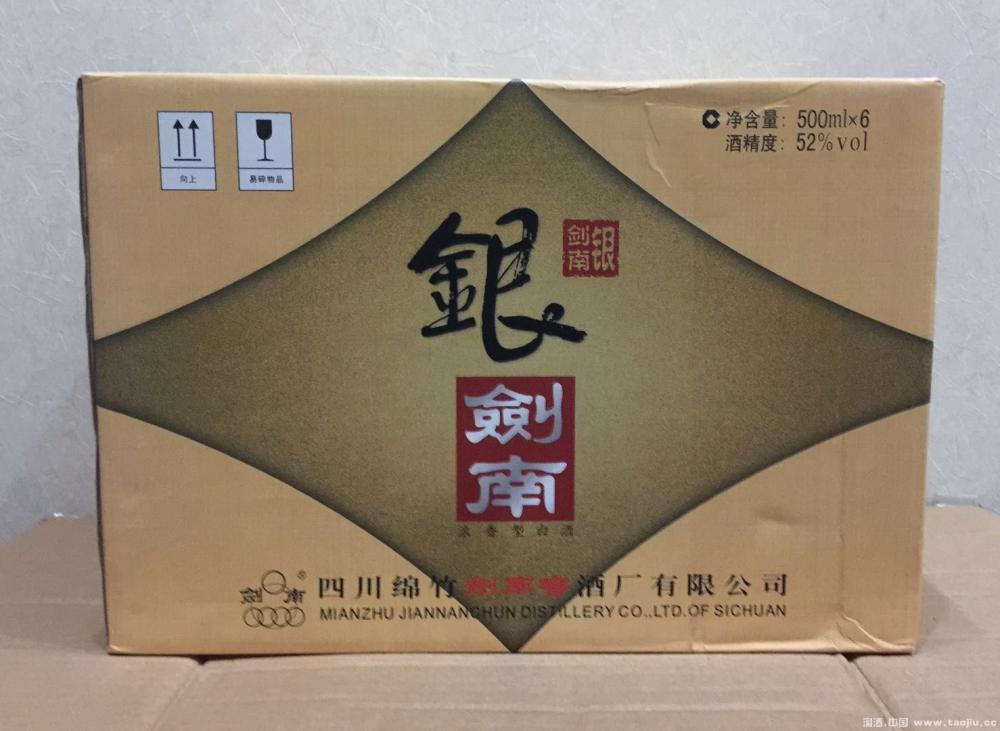 净含量: 500ml×6
酒精度: 52%vol
向上
易碎物品
銀
银
剑南
劍南
浓香型白酒
劍南®
四川绵竹剑南春酒厂有限公司
MIANZHU JIANNANCHUN DISTILLERY CO.,LTD.OF SICHUAN
淘酒.中国 www.taojiu.cc